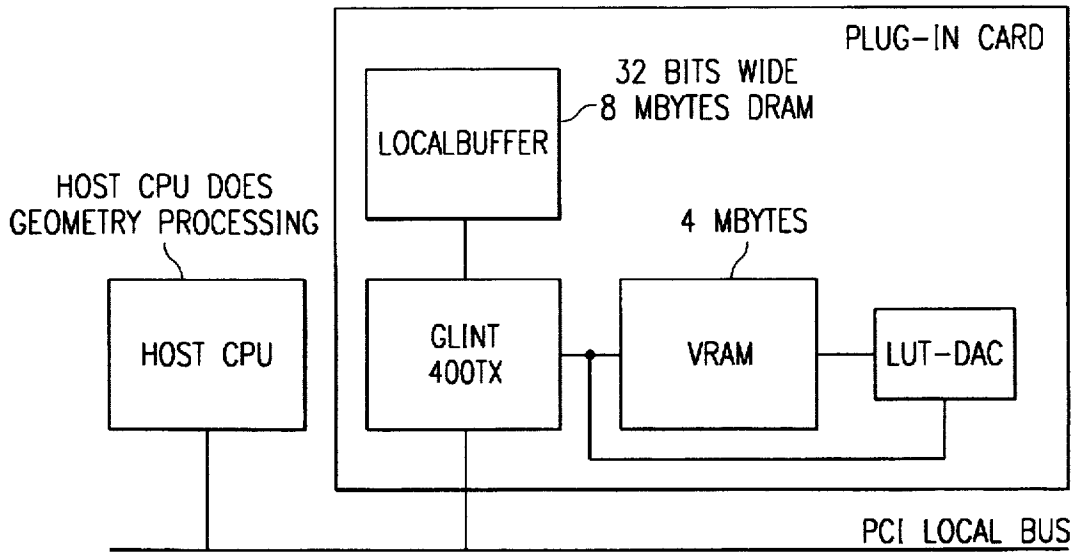 PLUG-IN CARD
32 BITS WIDE
8 MBYTES DRAM
LOCALBUFFER
HOST CPU DOES
GEOMETRY PROCESSING
4 MBYTES
HOST CPU
GLINT
400TX
VRAM
LUT-DAC
PCI LOCAL BUS